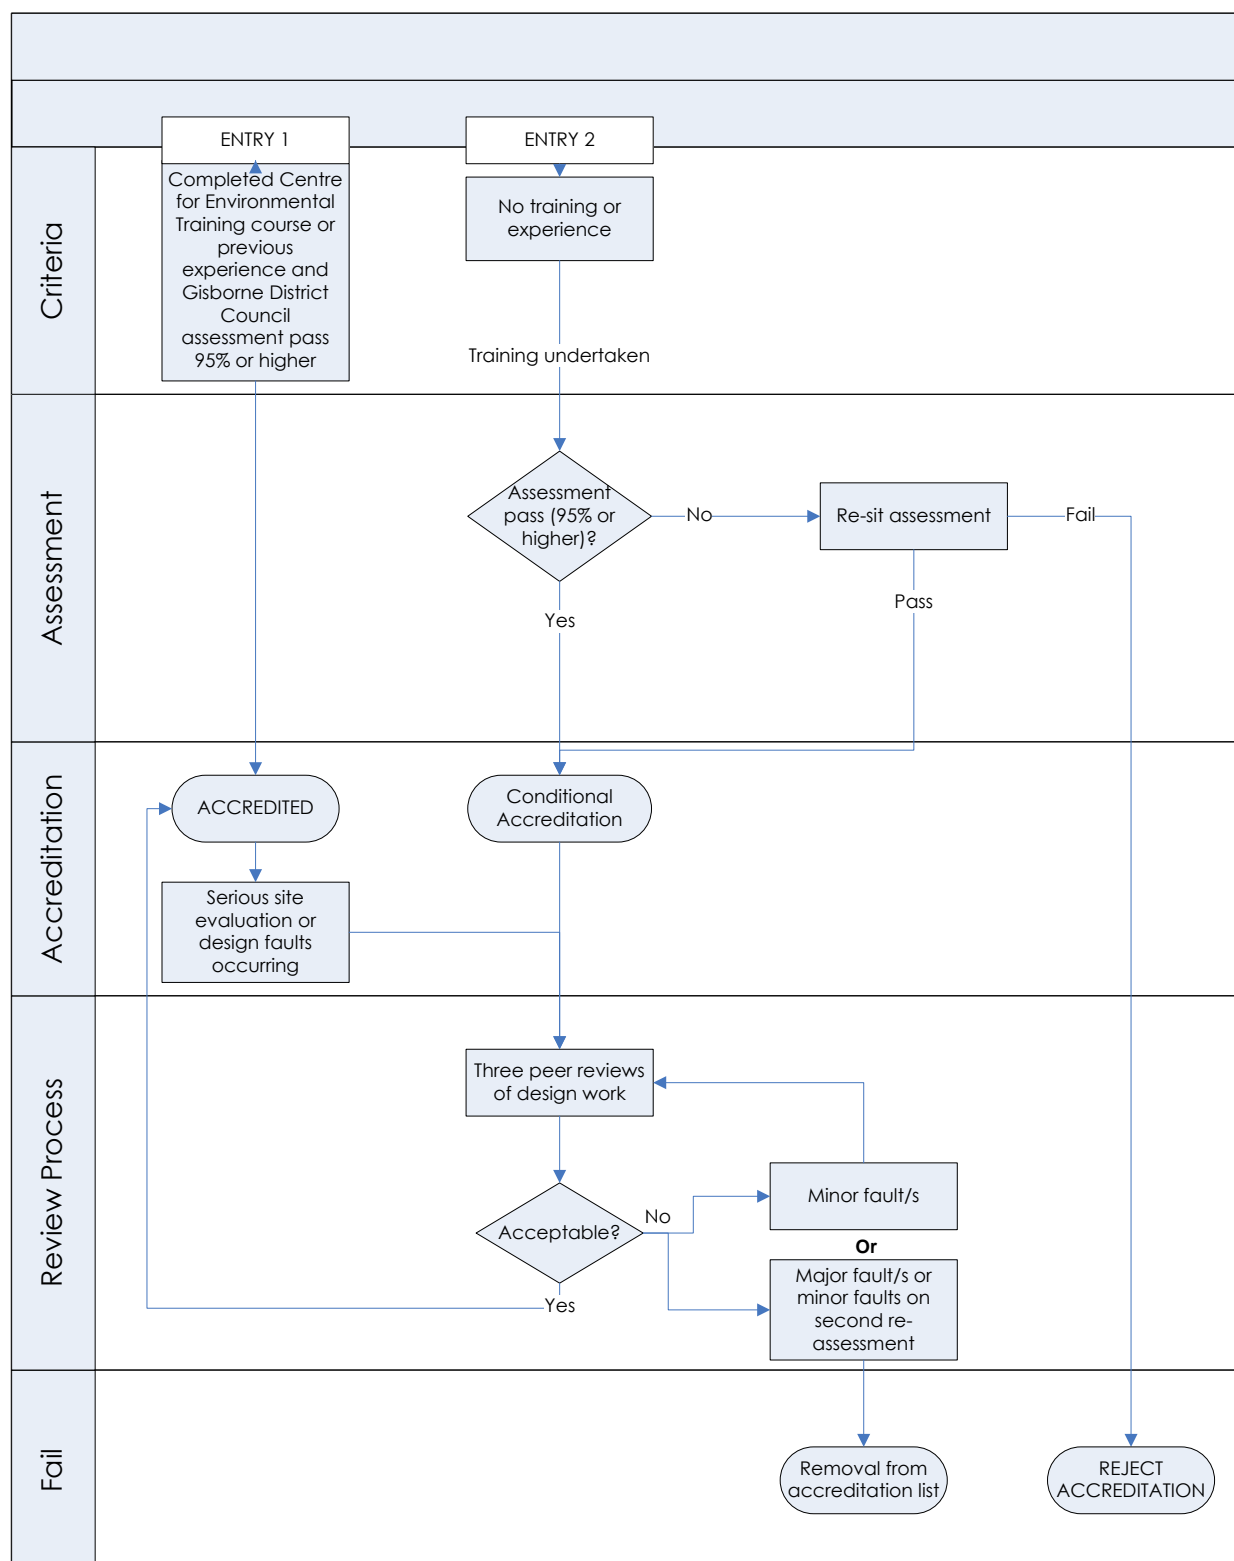 ENTRY 1
ENTRY 2
Criteria
Completed Centre
for Environmental
Training course or
previous
experience and
Gisborne District
Council
assessment pass
95% or higher
No training or
experience
Training undertaken
Assessment
Assessment
pass (95% or
higher)?
No
Re-sit assessment
Fail
Pass
Yes
Accreditation
ACCREDITED
Conditional
Accreditation
Serious site
evaluation or
design faults
occurring
Review Process
Three peer reviews
of design work
Minor fault/s
No
Acceptable?
Or
Major fault/s or
minor faults on
second re-
assessment
Yes
Fail
Removal from
accreditation list
REJECT
ACCREDITATION